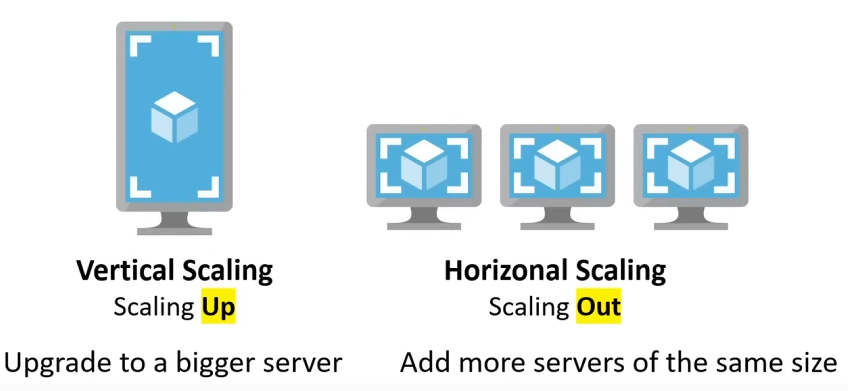 Vertical Scaling
Scaling Up
Upgrade to a bigger server
Horizonal Scaling
Scaling Out
Add more servers of the same size